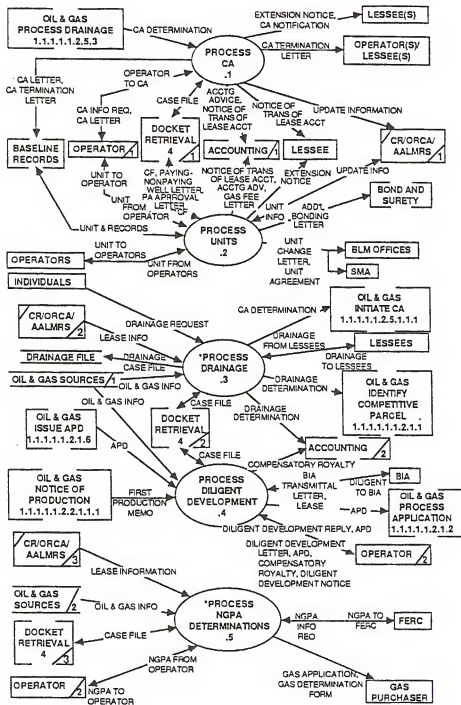 OIL & GAS
PROCESS DRAINAGE
1.1.1.1.1.2.5.3
CA DETERMINATION
PROCESS
CA
.1
EXTENSION NOTICE,
CA NOTIFICATION
LESSEE(S)
CA TERMINATION
LETTER
OPERATOR(S)/
LESSEE(S)
CA LETTER,
CA TERMINATION
LETTER
OPERATOR
TO CA
CASE FILE
ACCTG
ADVICE,
NOTICE OF
TRANS OF
LEASE ACCT
NOTICE OF
TRANS OF
LEASE ACCT
UPDATE INFORMATION
CA INFO REQ,
CA LETTER
BASELINE
RECORDS
OPERATOR
1
DOCKET
RETRIEVAL
4
1
ACCOUNTING
1
LESSEE
CR/ORCA/
AALMRS
1
UNIT TO
OPERATOR
UNIT
FROM
OPERATOR
CF, PAYING-
NONPAYING
WELL LETTER,
PA APRROVAL
LETTER
CF
NOTICE OF TRANS
OF LEASE ACCT,
ACCTG ADV,
GAS FEE
LETTER
EXTENSION
NOTICE
UPDATE INFO
UNIT
INFO
ADD'L
BONDING
LETTER
BOND AND
SURETY
UNIT & RECORDS
PROCESS
UNITS
.2
UNIT
CHANGE
LETTER,
UNIT
AGREEMENT
BLM OFFICES
SMA
UNIT TO
OPERATORS
OPERATORS
UNIT FROM
OPERATORS
INDIVIDUALS
DRAINAGE REQUEST
CR/ORCA/
AALMRS
2
LEASE INFO
DRAINAGE FILE
DRAINAGE
CASE FILE
OIL & GAS SOURCES
1
OIL & GAS INFO
*PROCESS
DRAINAGE
.3
CA DETERMINATION
OIL & GAS
INITIATE CA
1.1.1.1.1.2.5.1.1.1
DRAINAGE
FROM LESSEES
LESSEES
DRAINAGE
TO LESSEES
DRAINAGE
DETERMINATION
OIL & GAS
IDENTIFY
COMPETITIVE
PARCEL
1.1.1.1.1.1.2.1.1
CASE FILE
DRAINAGE
DETERMINATION
OIL & GAS INFO
OIL & GAS
ISSUE APD
1.1.1.1.1.2.1.5
APD
DOCKET
RETRIEVAL
4
2
CASE FILE
ACCOUNTING
2
COMPENSATORY ROYALTY
OIL & GAS
NOTICE OF
PRODUCTION
1.1.1.1.1.2.2.1.1.1
FIRST
PRODUCTION
MEMO
PROCESS
DILIGENT
DEVELOPMENT
.4
BIA
TRANSMITTAL
LETTER,
LEASE
DILIGENT
TO BIA
BIA
APD
OIL & GAS
PROCESS
APPLICATION
1.1.1.1.1.2.1.2
DILIGENT DEVELOPMENT REPLY, APD
DILIGENT DEVELOPMENT
LETTER, APD,
COMPENSATORY
ROYALTY, DILIGENT
DEVELOPMENT NOTICE
OPERATOR
2
CR/ORCA/
AALMRS
3
LEASE INFORMATION
OIL & GAS
SOURCES
2
OIL & GAS INFO
*PROCESS
NGPA
DETERMINATIONS
.5
NGPA
INFO
REQ
NGPA TO
FERC
FERC
DOCKET
RETRIEVAL
4
3
CASE FILE
NGPA FROM
OPERATOR
OPERATOR
2
NGPA TO
OPERATOR
GAS APPLICATION,
GAS DETERMINATION
FORM
GAS
PURCHASER